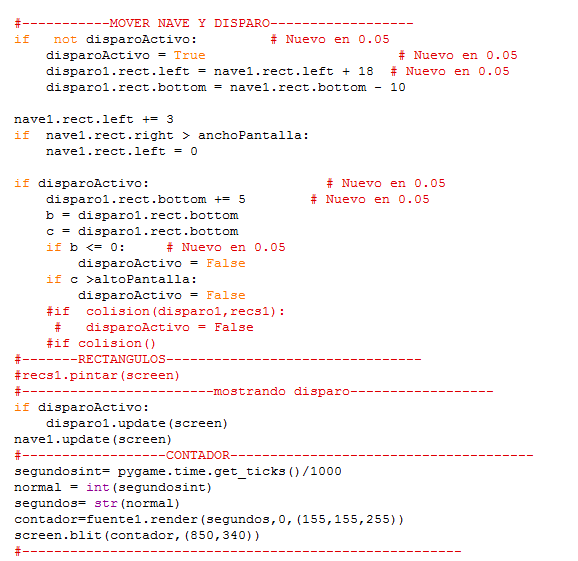 #-----------MOVER NAVE Y DISPARO------------------
if   not disparoActivo:         # Nuevo en 0.05
    disparoActivo = True                        # Nuevo en 0.05
    disparo1.rect.left = nave1.rect.left + 18  # Nuevo en 0.05
    disparo1.rect.bottom = nave1.rect.bottom - 10
nave1.rect.left += 3
if  nave1.rect.right > anchoPantalla:
    nave1.rect.left = 0
if disparoActivo:                      # Nuevo en 0.05
    disparo1.rect.bottom += 5        # Nuevo en 0.05
    b = disparo1.rect.bottom
    c = disparo1.rect.bottom
    if b <= 0:     # Nuevo en 0.05
        disparoActivo = False
    if c >altoPantalla:
        disparoActivo = False
    #if  colision(disparo1,recs1):
     #   disparoActivo = False
    #if colision()
#-------RECTANGULOS--------------------------------
#recs1.pintar(screen)
#------------------------mostrando disparo------------------
if disparoActivo:
    disparo1.update(screen)
nave1.update(screen)
#------------------CONTADOR--------------------------------------
segundosint= pygame.time.get_ticks()/1000
normal = int(segundosint)
segundos= str(normal)
contador=fuente1.render(segundos,0,(155,155,255))
screen.blit(contador,(850,340))
#-------------------------------------------------------